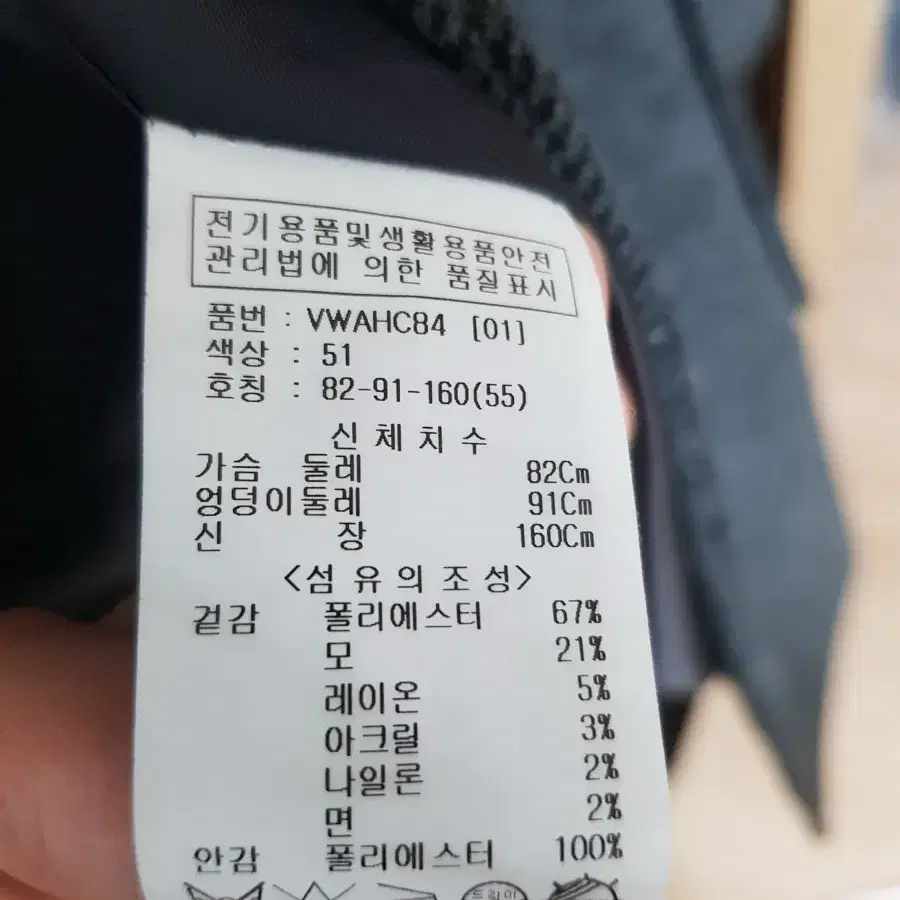 전기용품및생활용품안전
관리법에 의한 품질표시
품번 : VWAHC84 [01]
색상 : 51
호칭 : 82-91-160(55)
신체치수
가슴 둘레 82Cm
엉덩이둘레 91Cm
신 장 160Cm
<섬유의조성>
겉감 폴리에스터 67%
모 21%
레이온 5%
아크릴 3%
나일론 2%
면 2%
안감 폴리에스터 100%
드라이